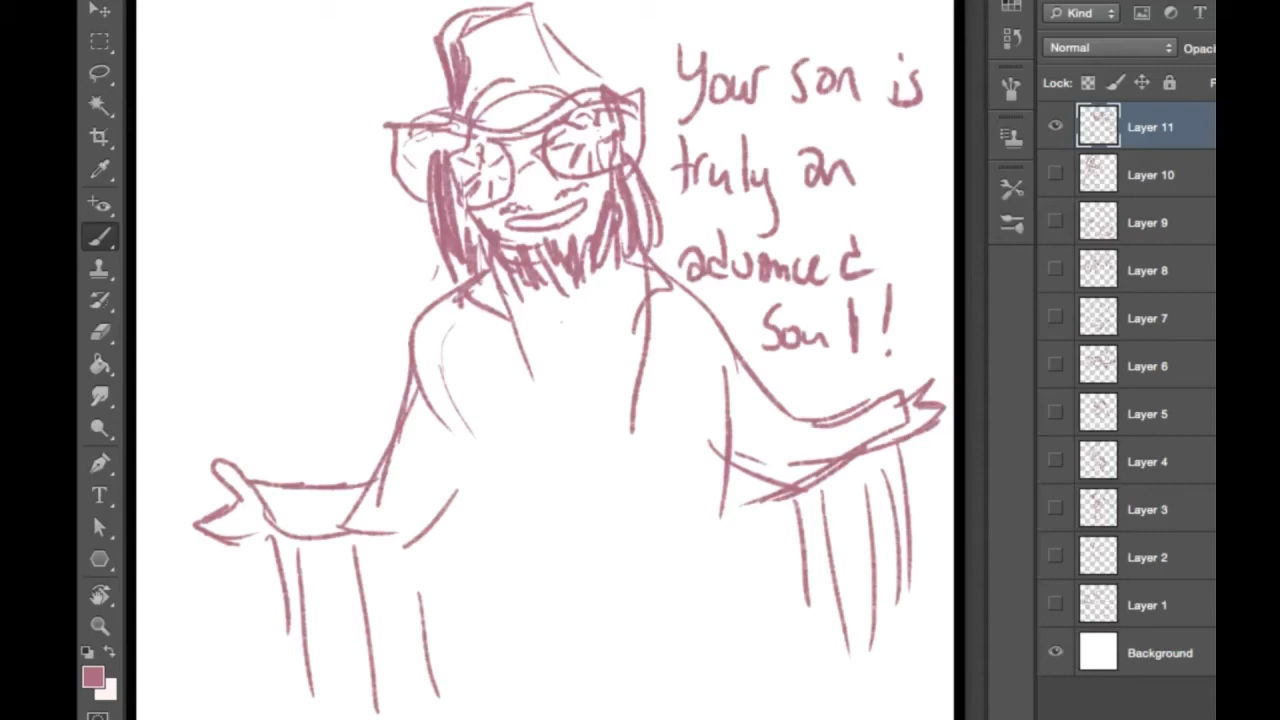 Your son is
truly an
advanced
Soul!
Kind
T
Normal
Opaci
Lock:
F
Layer 11
Layer 10
Layer 9
Layer 8
Layer 7
Layer 6
Layer 5
Layer 4
Layer 3
Layer 2
Layer 1
Background
T